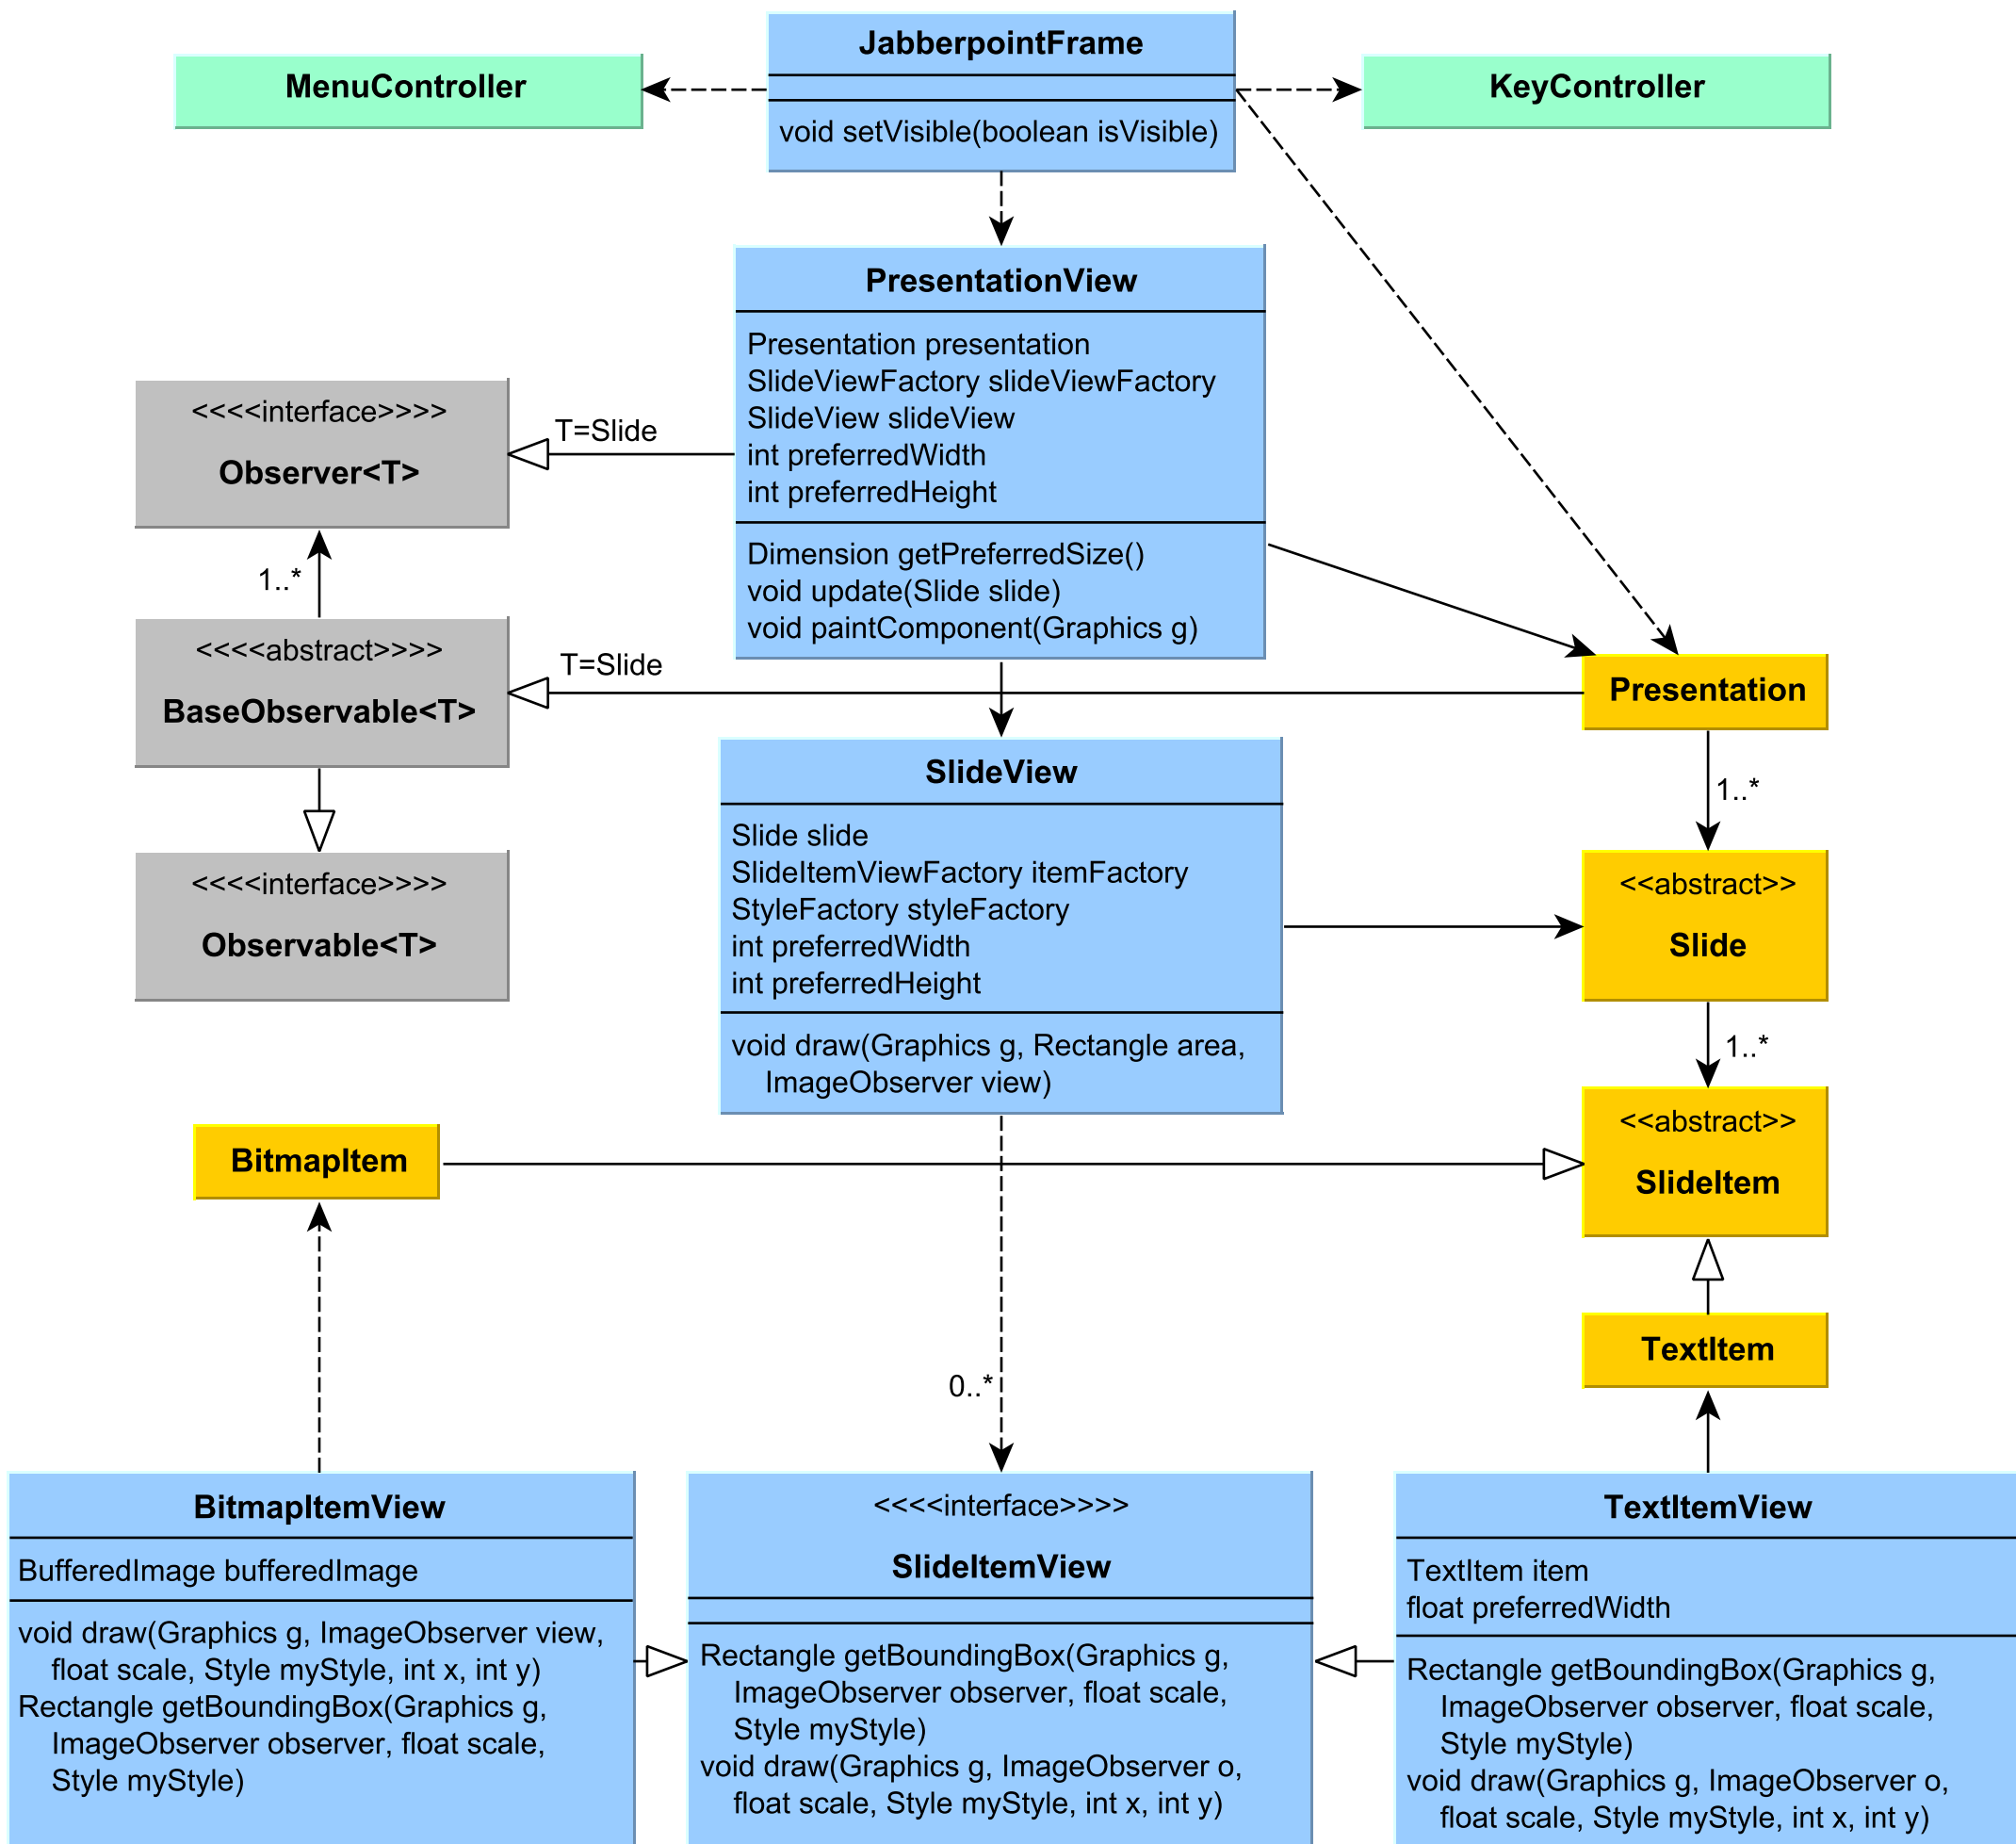 JabberpointFrame
void setVisible(boolean isVisible)
MenuController
KeyController
PresentationView
Presentation presentation
SlideViewFactory slideViewFactory
SlideView slideView
int preferredWidth
int preferredHeight
Dimension getPreferredSize()
void update(Slide slide)
void paintComponent(Graphics g)
<<<<interface>>>>
Observer<T>
T=Slide
1..*
<<<<abstract>>>>
BaseObservable<T>
T=Slide
Presentation
<<<<interface>>>>
Observable<T>
SlideView
Slide slide
SlideItemViewFactory itemFactory
StyleFactory styleFactory
int preferredWidth
int preferredHeight
void draw(Graphics g, Rectangle area,
ImageObserver view)
1..*
<<abstract>>
Slide
1..*
<<abstract>>
SlideItem
BitmapItem
TextItem
0..*
BitmapItemView
BufferedImage bufferedImage
void draw(Graphics g, ImageObserver view,
float scale, Style myStyle, int x, int y)
Rectangle getBoundingBox(Graphics g,
ImageObserver observer, float scale,
Style myStyle)
<<<<interface>>>>
SlideItemView
Rectangle getBoundingBox(Graphics g,
ImageObserver observer, float scale,
Style myStyle)
void draw(Graphics g, ImageObserver o,
float scale, Style myStyle, int x, int y)
TextItemView
TextItem item
float preferredWidth
Rectangle getBoundingBox(Graphics g,
ImageObserver observer, float scale,
Style myStyle)
void draw(Graphics g, ImageObserver o,
float scale, Style myStyle, int x, int y)